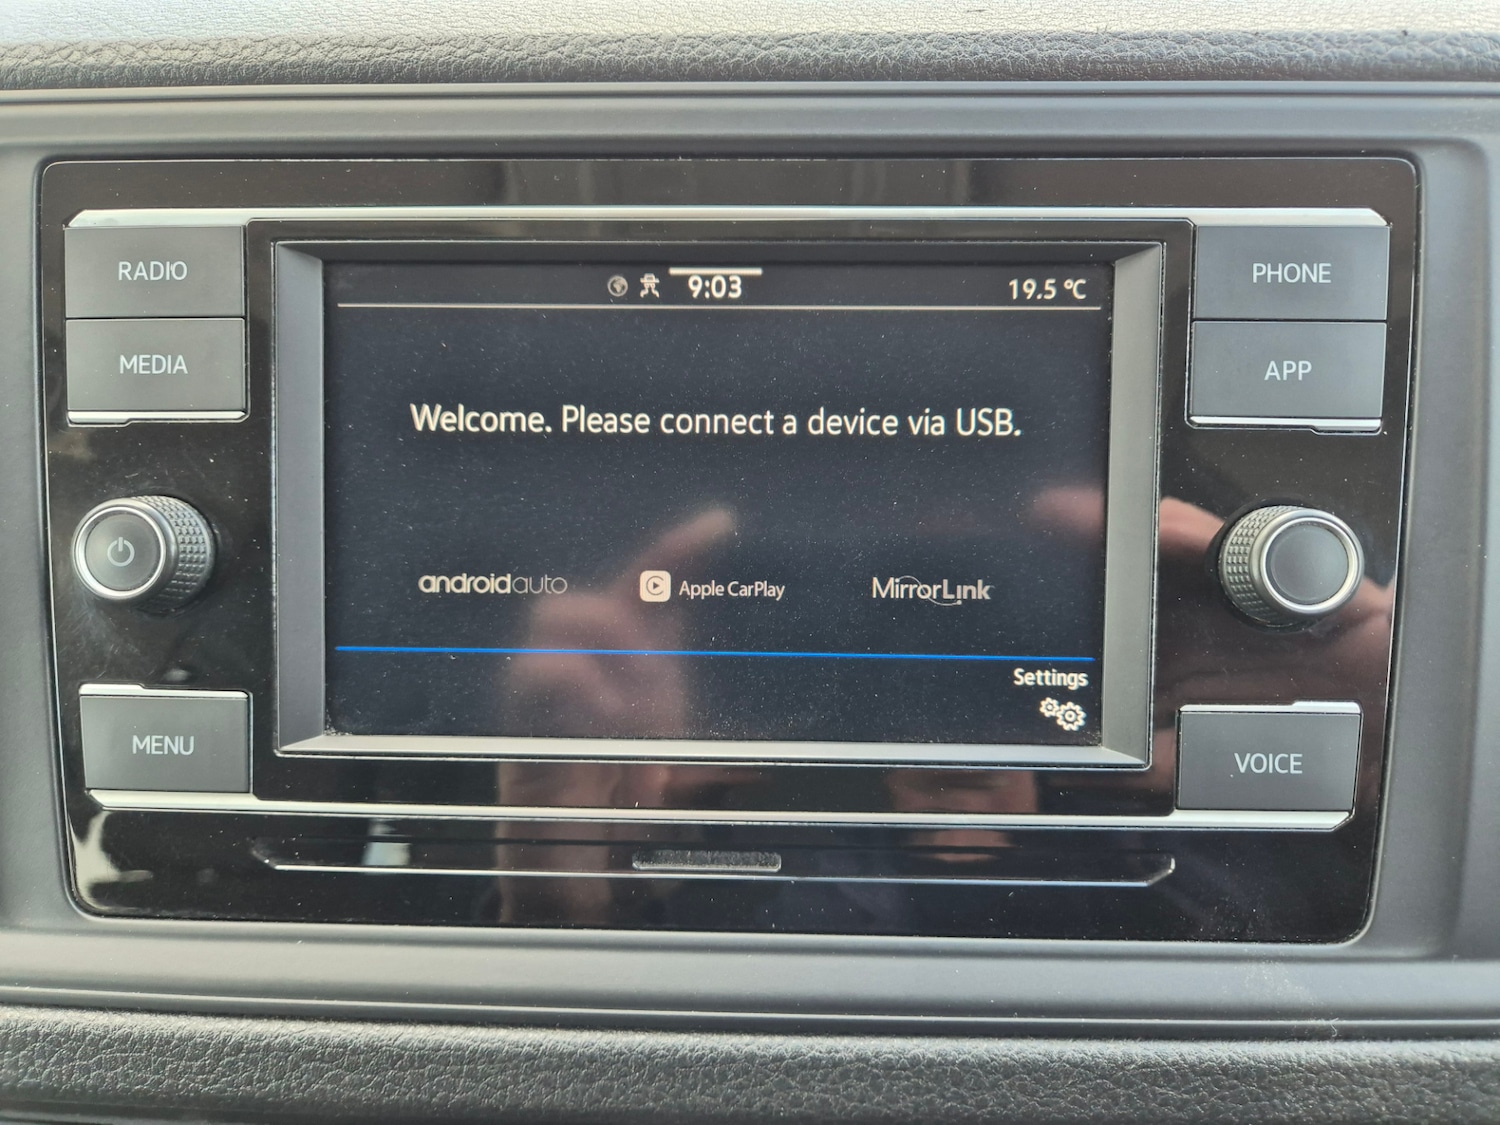 RADIO
MEDIA
MENU
9:03
19.5 °C
Welcome. Please connect a device via USB.
androidauto
Apple CarPlay
MirrorLink
Settings
PHONE
APP
VOICE